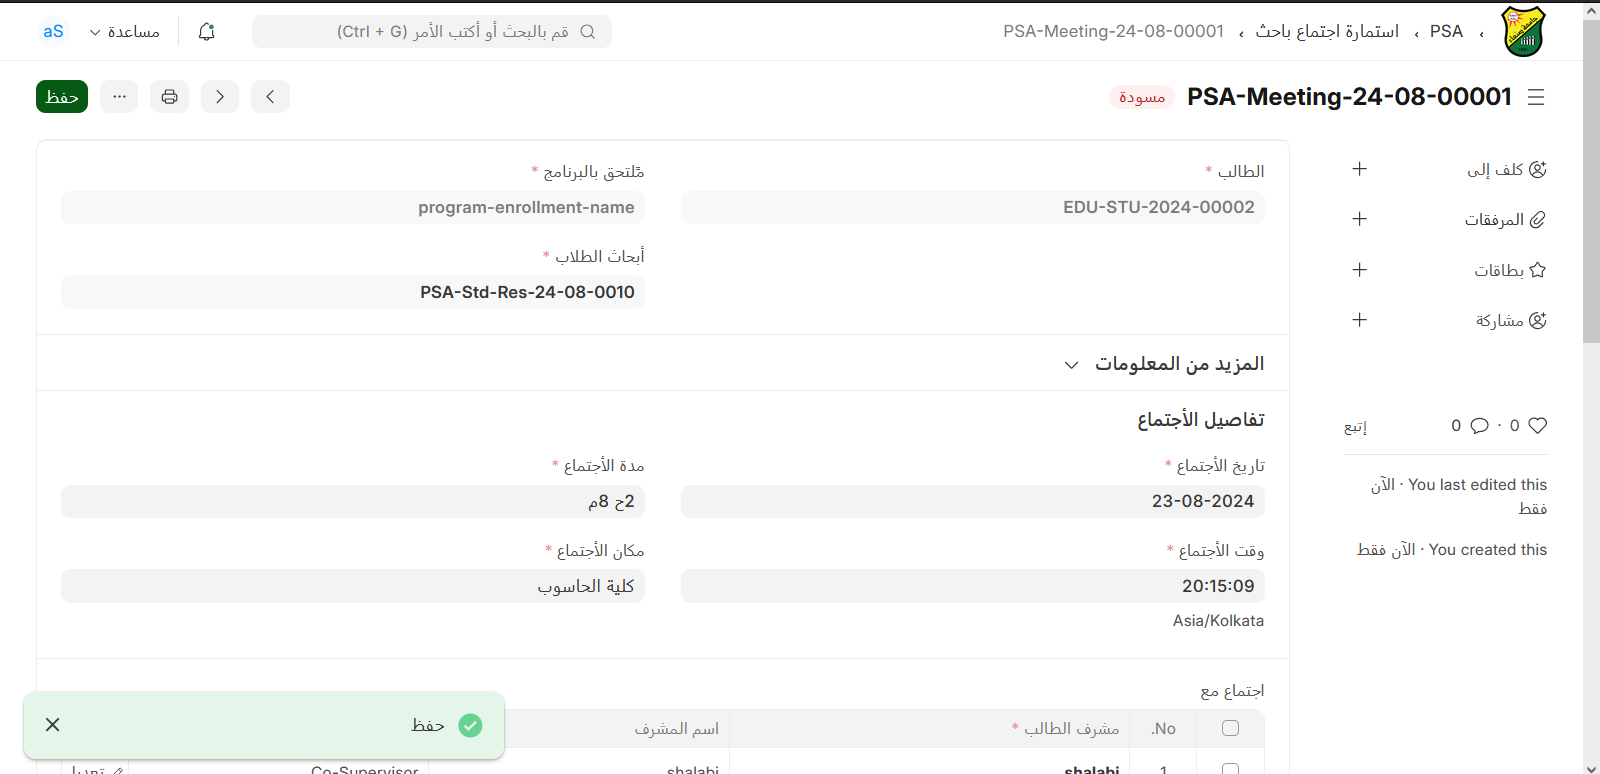 PSA
استمارة اجتماع باحث
PSA-Meeting-24-08-00001
قم بالبحث أو أكتب الأمر (Ctrl + G)
مساعدة
aS
PSA-Meeting-24-08-00001
مسودة
...
حفظ
كلف إلى
المرفقات
بطاقات
مشاركة
0 · 0
إتبع
You last edited this · الآن
فقط
You created this · الآن فقط
الطالب *
EDU-STU-2024-00002
مًلتحق بالبرنامج *
program-enrollment-name
أبحاث الطلاب *
PSA-Std-Res-24-08-0010
المزيد من المعلومات
تفاصيل الأجتماع
تاريخ الأجتماع *
23-08-2024
مدة الأجتماع *
2ح 8م
وقت الأجتماع *
20:15:09
Asia/Kolkata
مكان الأجتماع *
كلية الحاسوب
اجتماع مع
No.
مشرف الطالب *
اسم المشرف
1
shalabi
shalabi
Co-Supervisor
تعديل
حفظ